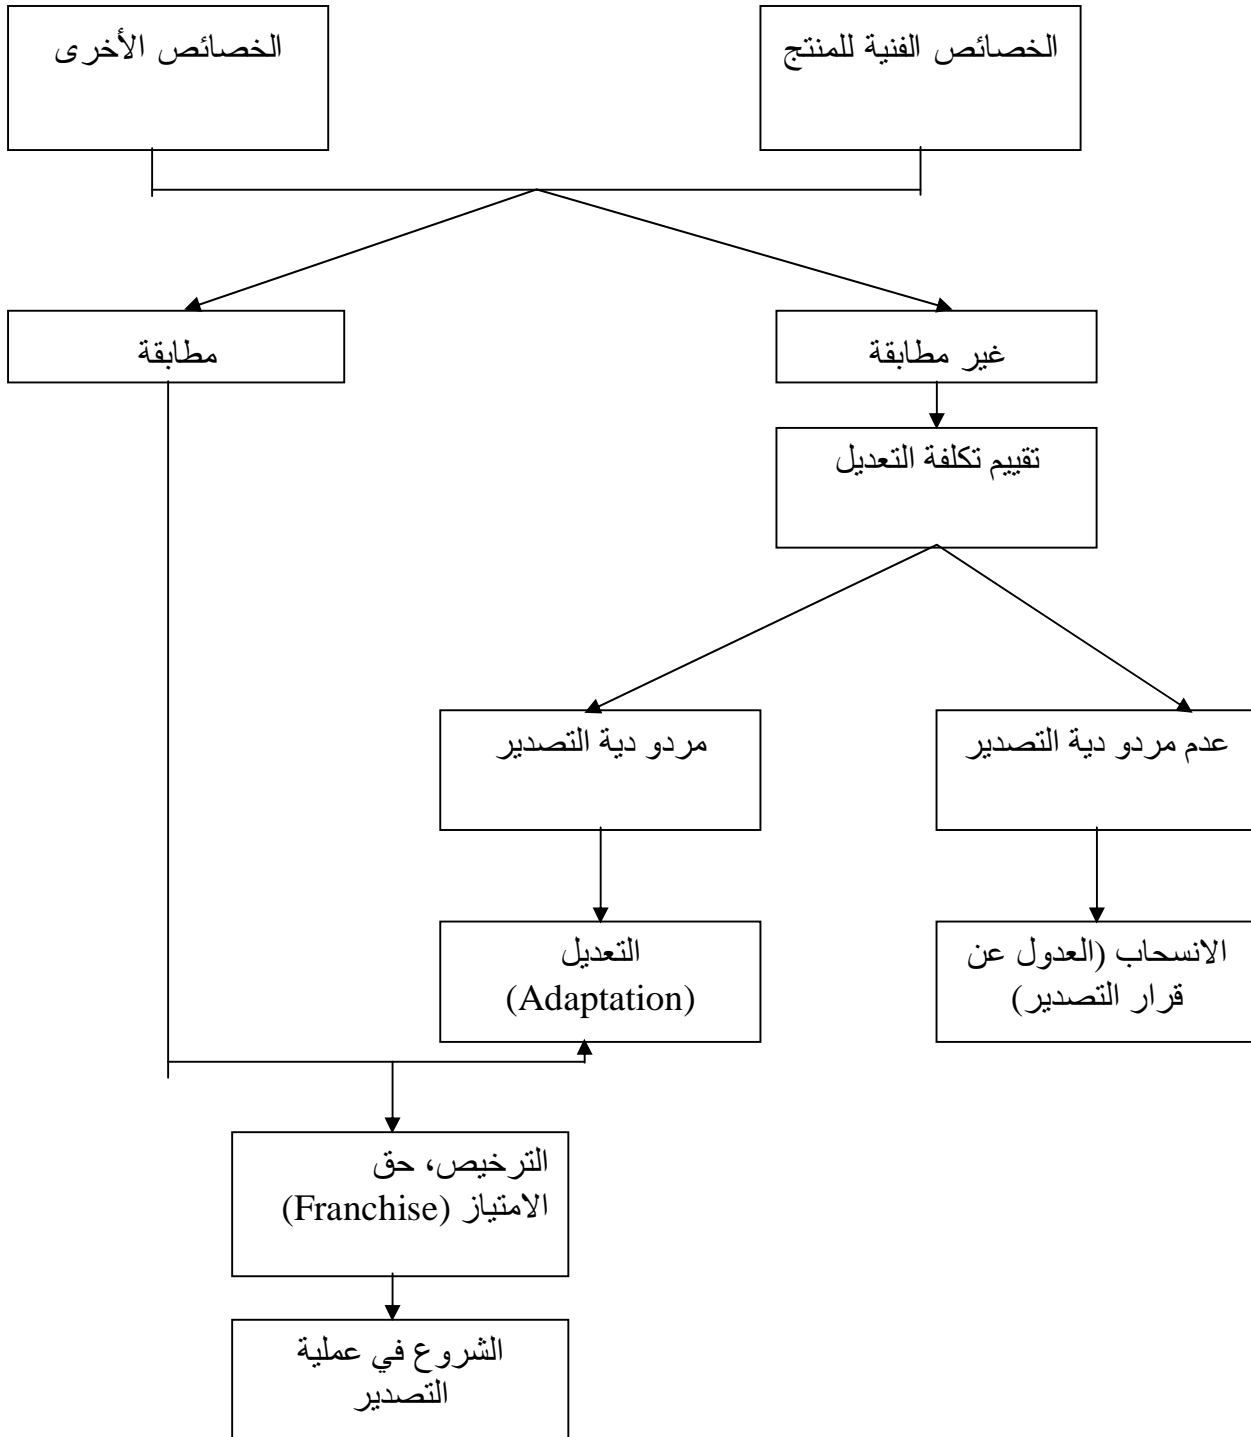 الخصائص الفنية للمنتج
الخصائص الأخرى
غير مطابقة
مطابقة
تقييم تكلفة التعديل
عدم مردو دية التصدير
مردو دية التصدير
الانسحاب (العدول عن
قرار التصدير)
التعديل
(Adaptation)
الترخيص، حق
الامتياز (Franchise)
الشروع في عملية
التصدير